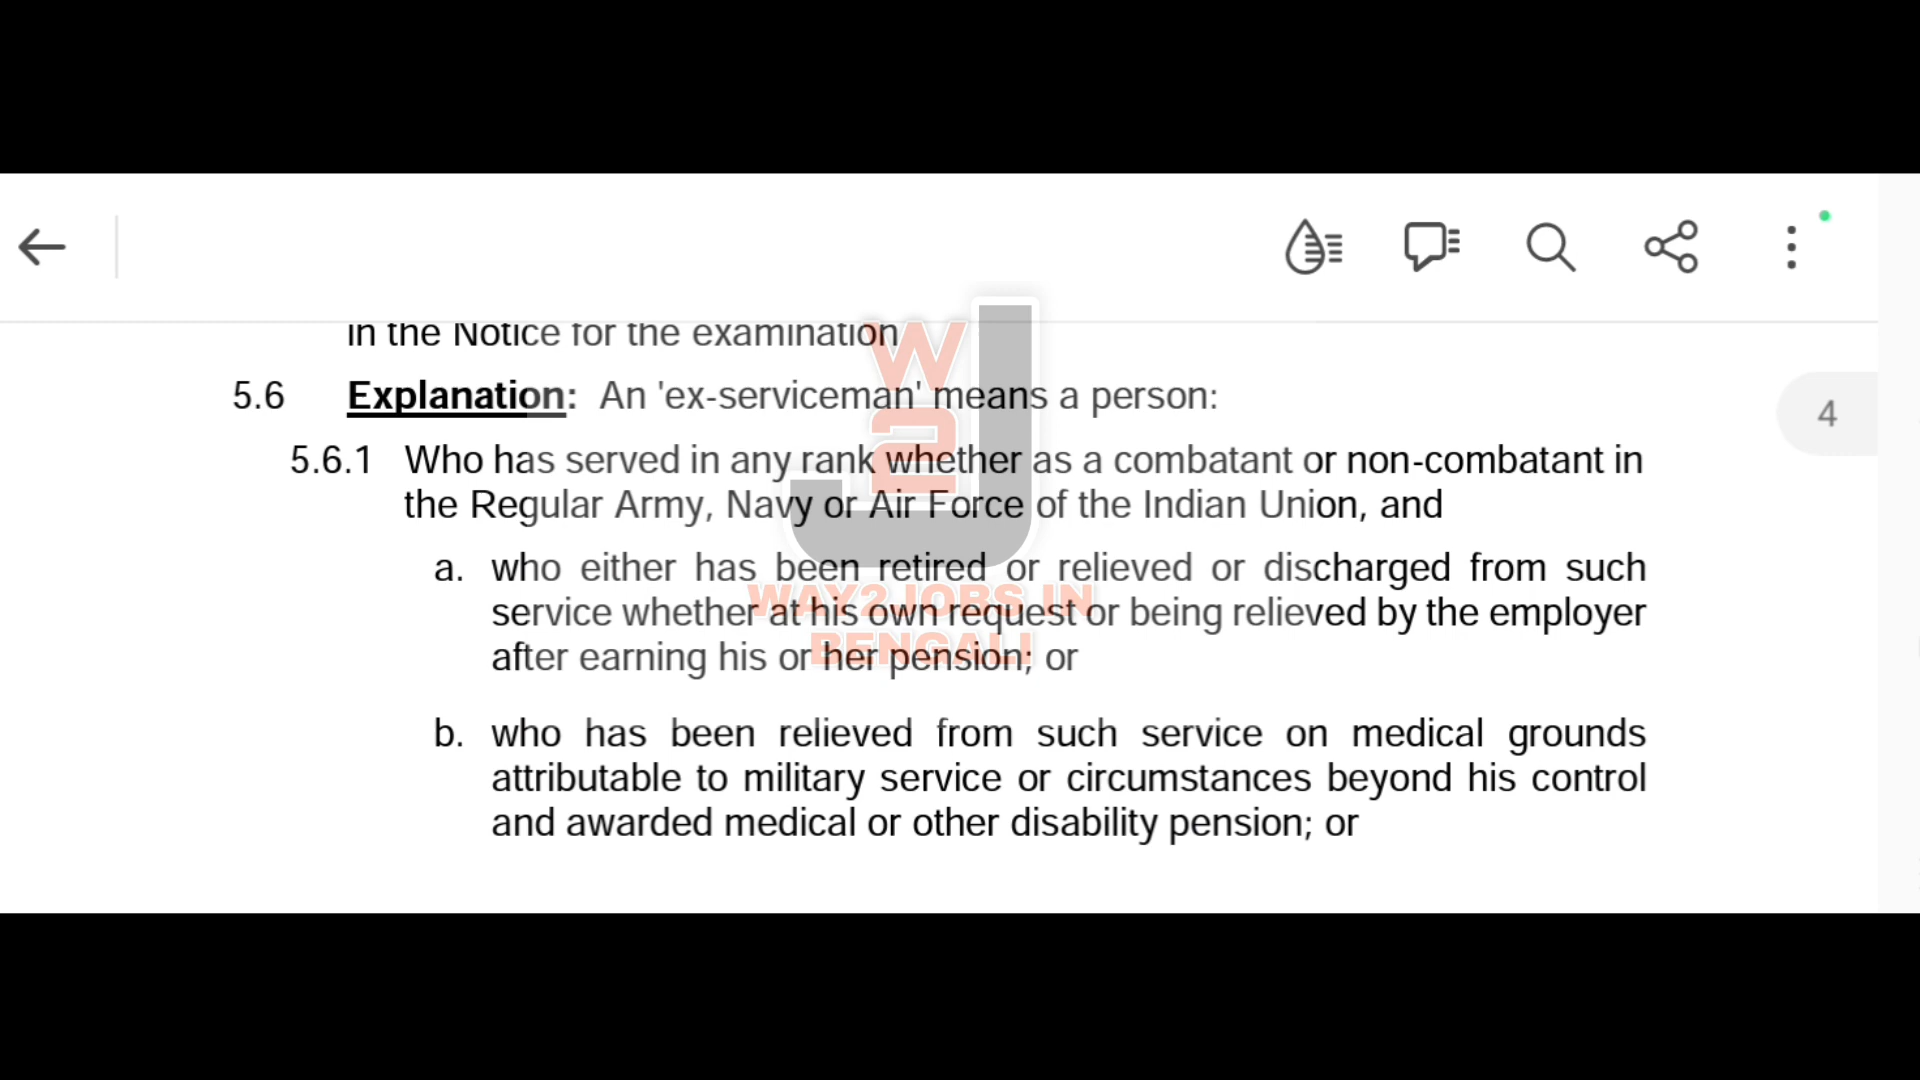 in the Notice for the examination
5.6 Explanation: An 'ex-serviceman' means a person:
4
5.6.1 Who has served in any rank whether as a combatant or non-combatant in
the Regular Army, Navy or Air Force of the Indian Union, and
a. who either has been retired or relieved or discharged from such
service whether at his own request or being relieved by the employer
after earning his or her pension; or
b. who has been relieved from such service on medical grounds
attributable to military service or circumstances beyond his control
and awarded medical or other disability pension; or
W
2
J
WAY2JOBS IN
BENGALI